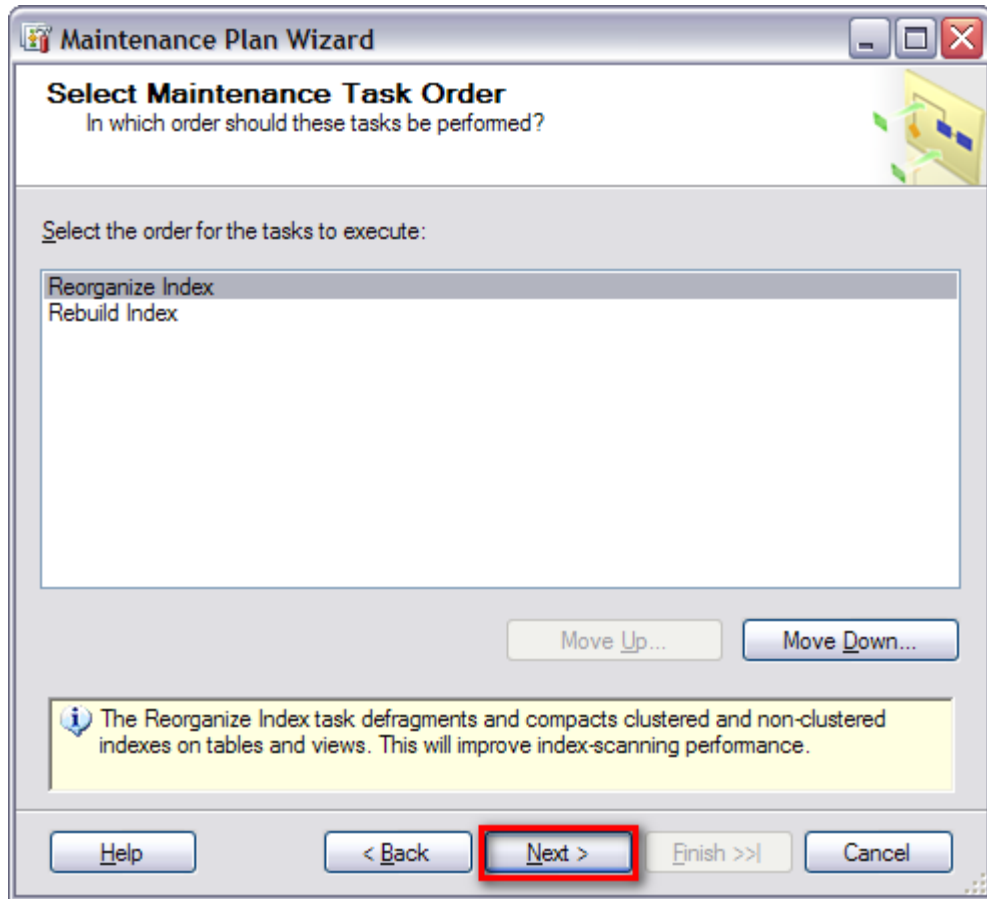 Maintenance Plan Wizard
Select Maintenance Task Order
In which order should these tasks be performed?
Select the order for the tasks to execute:
Reorganize Index
Rebuild Index
Move Up...
Move Down...
The Reorganize Index task defragments and compacts clustered and non-clustered
indexes on tables and views. This will improve index-scanning performance.
Help
< Back
Next >
Finish >>|
Cancel